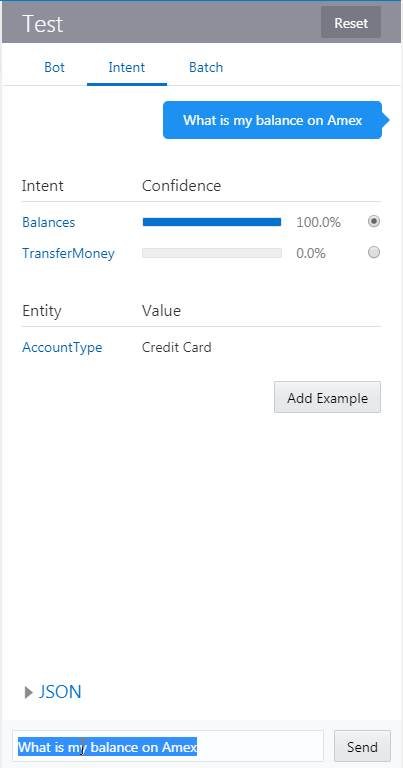 Test Reset
Bot Intent Batch
What is my balance on Amex
Intent Confidence
Balances 100.0%
TransferMoney 0.0%
Entity Value
AccountType Credit Card
Add Example
JSON
What is my balance on Amex Send